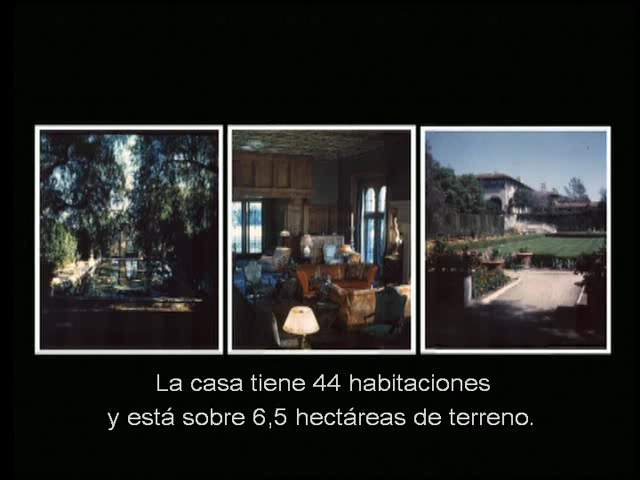 La casa tiene 44 habitaciones
y está sobre 6,5 hectáreas de terreno.